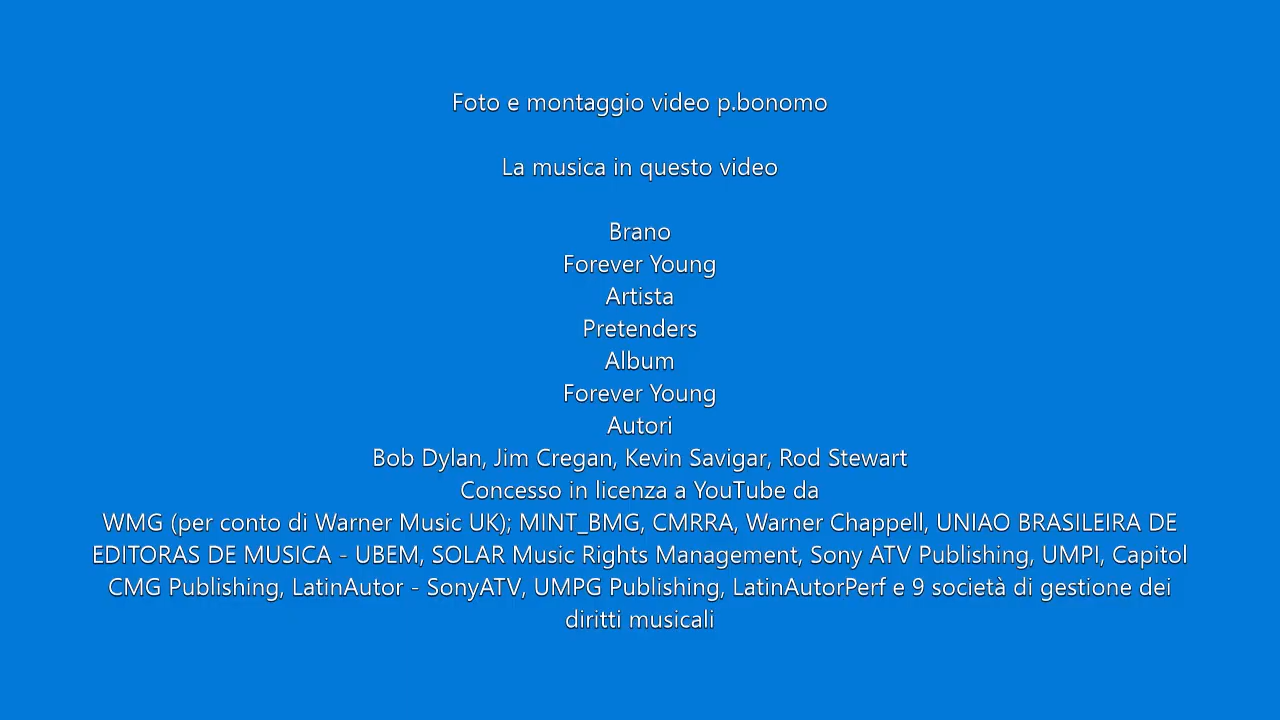 Foto e montaggio video p.bonomo
La musica in questo video
Brano
Forever Young
Artista
Pretenders
Album
Forever Young
Autori
Bob Dylan, Jim Cregan, Kevin Savigar, Rod Stewart
Concesso in licenza a YouTube da
WMG (per conto di Warner Music UK); MINT_BMG, CMRRA, Warner Chappell, UNIAO BRASILEIRA DE
EDITORAS DE MUSICA - UBEM, SOLAR Music Rights Management, Sony ATV Publishing, UMPI, Capitol
CMG Publishing, LatinAutor - SonyATV, UMPG Publishing, LatinAutorPerf e 9 società di gestione dei
diritti musicali